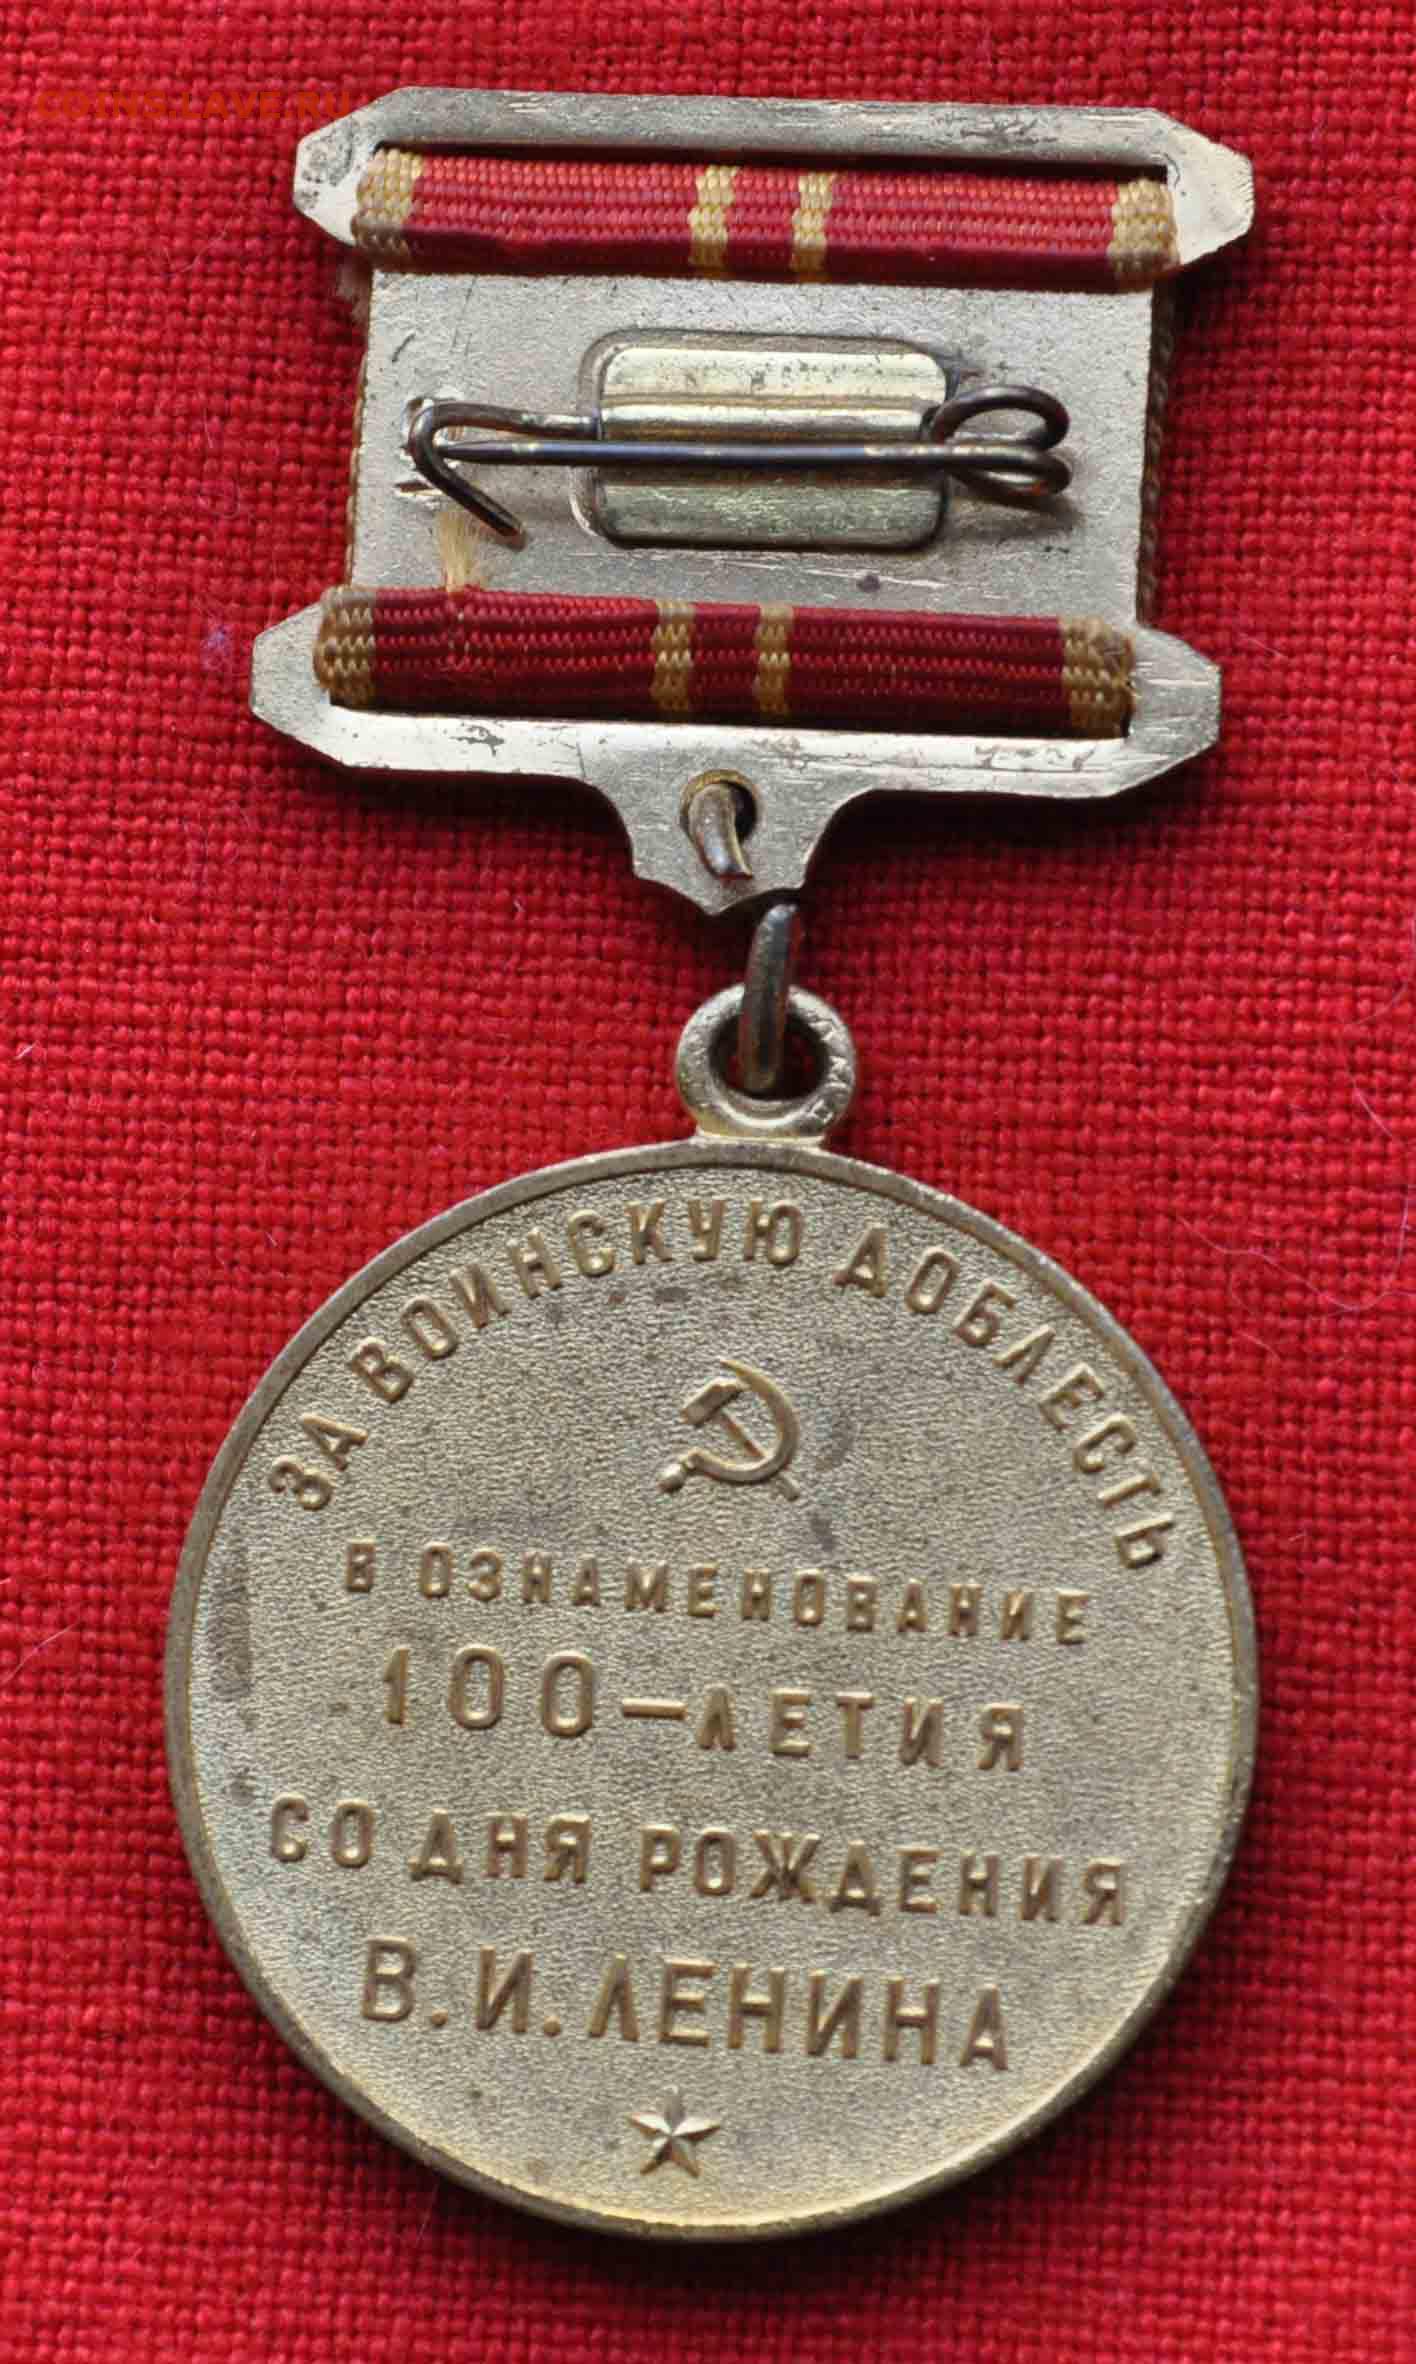 COINS.LAVE.RU
ЗА ВОИНСКУЮ ДОБЛЕСТЬ
В ОЗНАМЕНОВАНИЕ
100-ЛЕТИЯ
СО ДНЯ РОЖДЕНИЯ
В.И.ЛЕНИНА